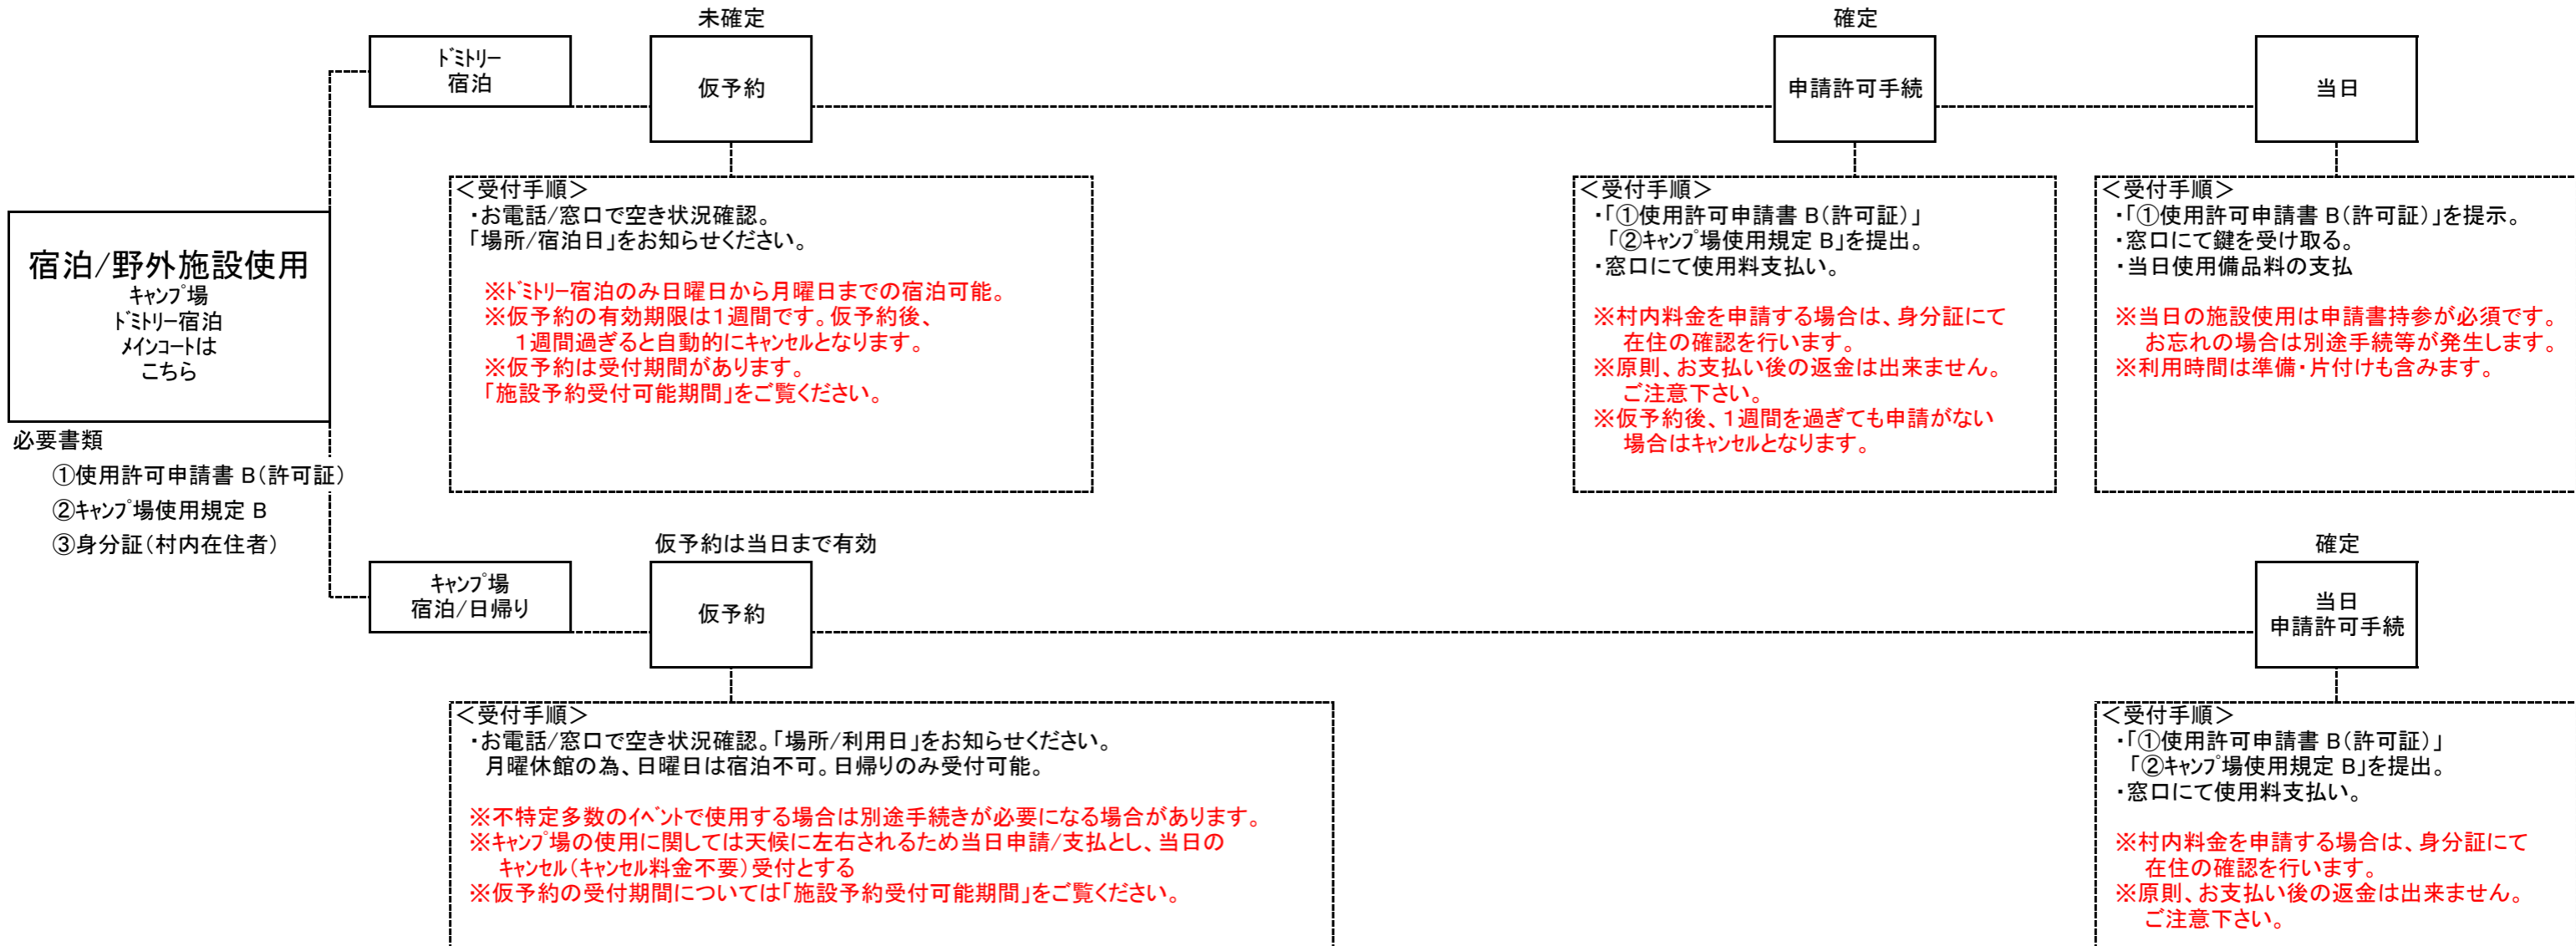 宿泊/野外施設使用
ｷｬﾝﾌﾟ場
ﾄﾞﾐﾄﾘｰ宿泊
ﾒｲﾝｺｰﾄは
こちら
必要書類
①使用許可申請書 B（許可証）
②ｷｬﾝﾌﾟ場使用規定 B
③身分証（村内在住者）
ﾄﾞﾐﾄﾘｰ
宿泊
未確定
仮予約
＜受付手順＞
・お電話/窓口で空き状況確認。
「場所/宿泊日」をお知らせください。
※ﾄﾞﾐﾄﾘｰ宿泊のみ日曜日から月曜日までの宿泊可能。
※仮予約の有効期限は１週間です。仮予約後、
１週間過ぎると自動的にｷｬﾝｾﾙとなります。
※仮予約は受付期間があります。
「施設予約受付可能期間」をご覧ください。
確定
申請許可手続
＜受付手順＞
・「①使用許可申請書 B（許可証）」
「②ｷｬﾝﾌﾟ場使用規定 B」を提出。
・窓口にて使用料支払い。
※村内料金を申請する場合は、身分証にて
在住の確認を行います。
※原則、お支払い後の返金は出来ません。
ご注意下さい。
※仮予約後、１週間を過ぎても申請がない
場合はｷｬﾝｾﾙとなります。
当日
＜受付手順＞
・「①使用許可申請書 B（許可証）」を提示。
・窓口にて鍵を受け取る。
・当日使用備品料の支払
※当日の施設使用は申請書持参が必須です。
お忘れの場合は別途手続等が発生します。
※利用時間は準備・片付けも含みます。
ｷｬﾝﾌﾟ場
宿泊/日帰り
仮予約は当日まで有効
仮予約
＜受付手順＞
・お電話/窓口で空き状況確認。「場所/利用日」をお知らせください。
月曜休館の為、日曜日は宿泊不可。日帰りのみ受付可能。
※不特定多数のｲﾍﾞﾝﾄで使用する場合は別途手続きが必要になる場合があります。
※ｷｬﾝﾌﾟ場の使用に関しては天候に左右されるため当日申請/支払とし、当日の
ｷｬﾝｾﾙ（ｷｬﾝｾﾙ料金不要）受付とする
※仮予約の受付期間については「施設予約受付可能期間」をご覧ください。
確定
当日
申請許可手続
＜受付手順＞
・「①使用許可申請書 B（許可証）」
「②ｷｬﾝﾌﾟ場使用規定 B」を提出。
・窓口にて使用料支払い。
※村内料金を申請する場合は、身分証にて
在住の確認を行います。
※原則、お支払い後の返金は出来ません。
ご注意下さい。